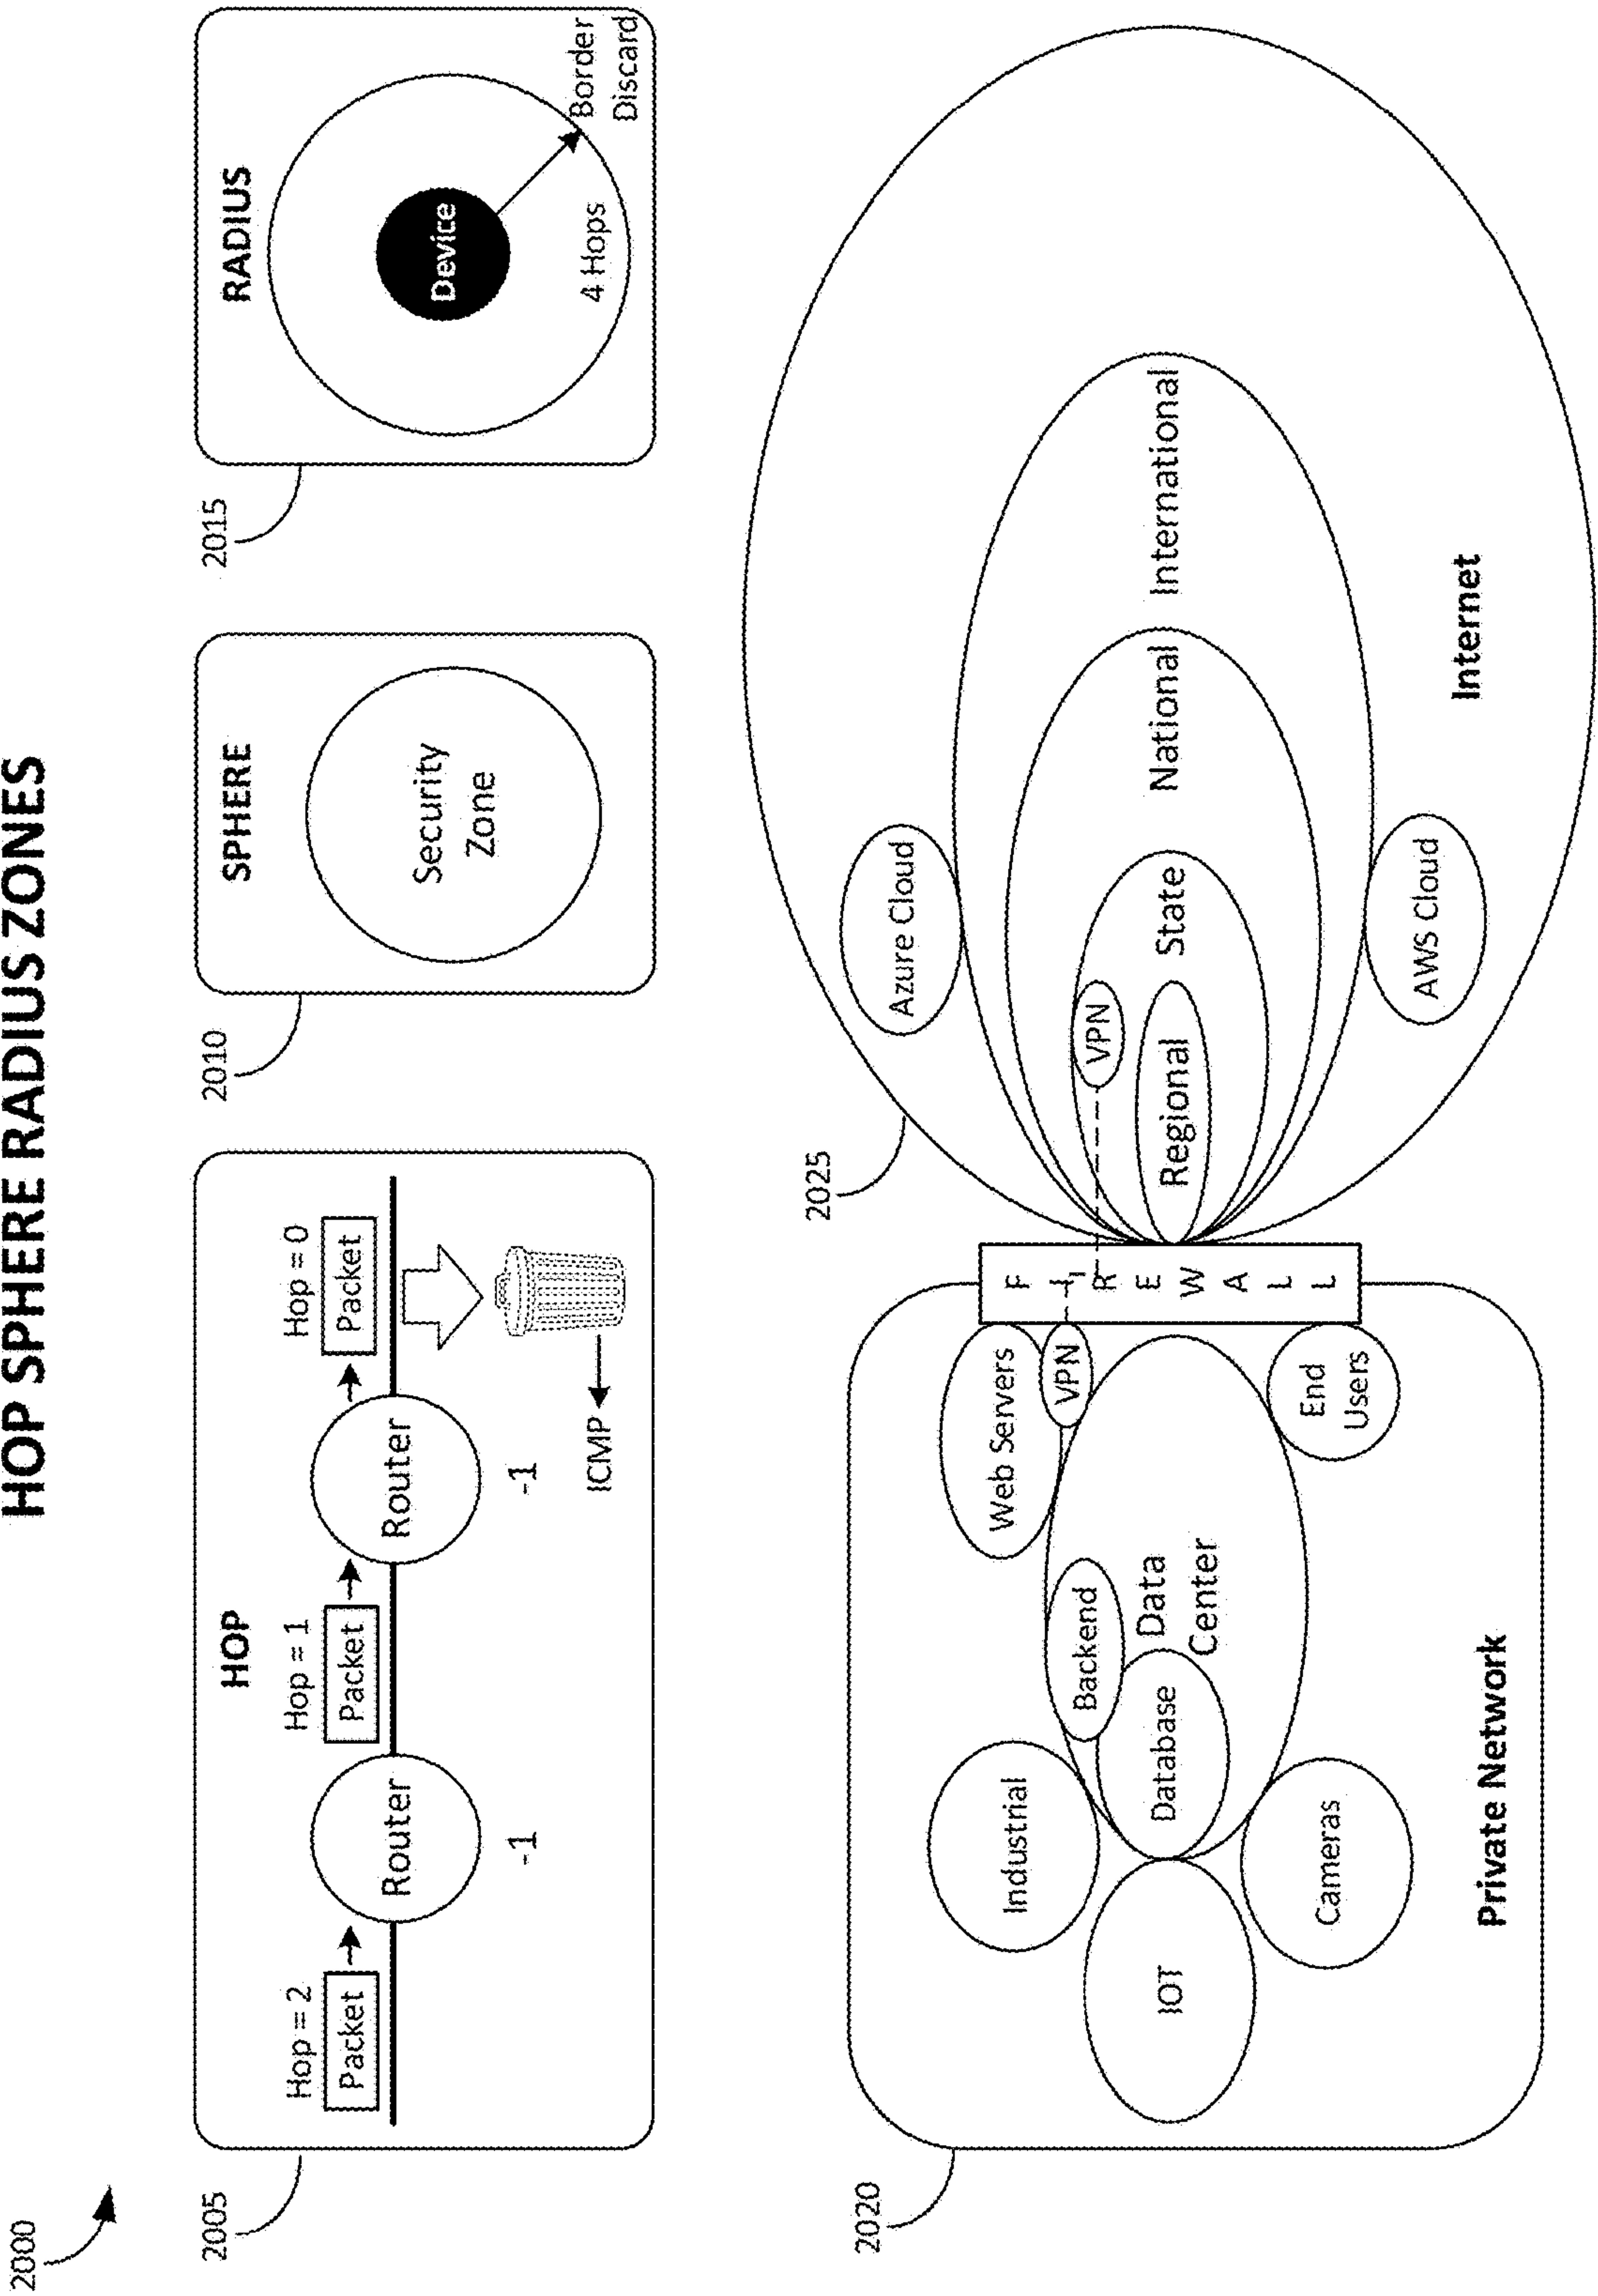 HOP SPHERE RADIUS ZONES
2000
2005
HOP
Hop = 2
Packet
Router
-1
Hop = 1
Packet
Router
-1
Hop = 0
Packet
ICMP
2010
SPHERE
Security
Zone
2015
RADIUS
Device
4 Hops
Border
Discard
2020
Industrial
IOT
Cameras
Database
Backend
Data
Center
Web Servers
VPN
End
Users
Private Network
F
I
R
E
W
A
L
L
2025
Azure Cloud
VPN
Regional
State
National
International
AWS Cloud
Internet